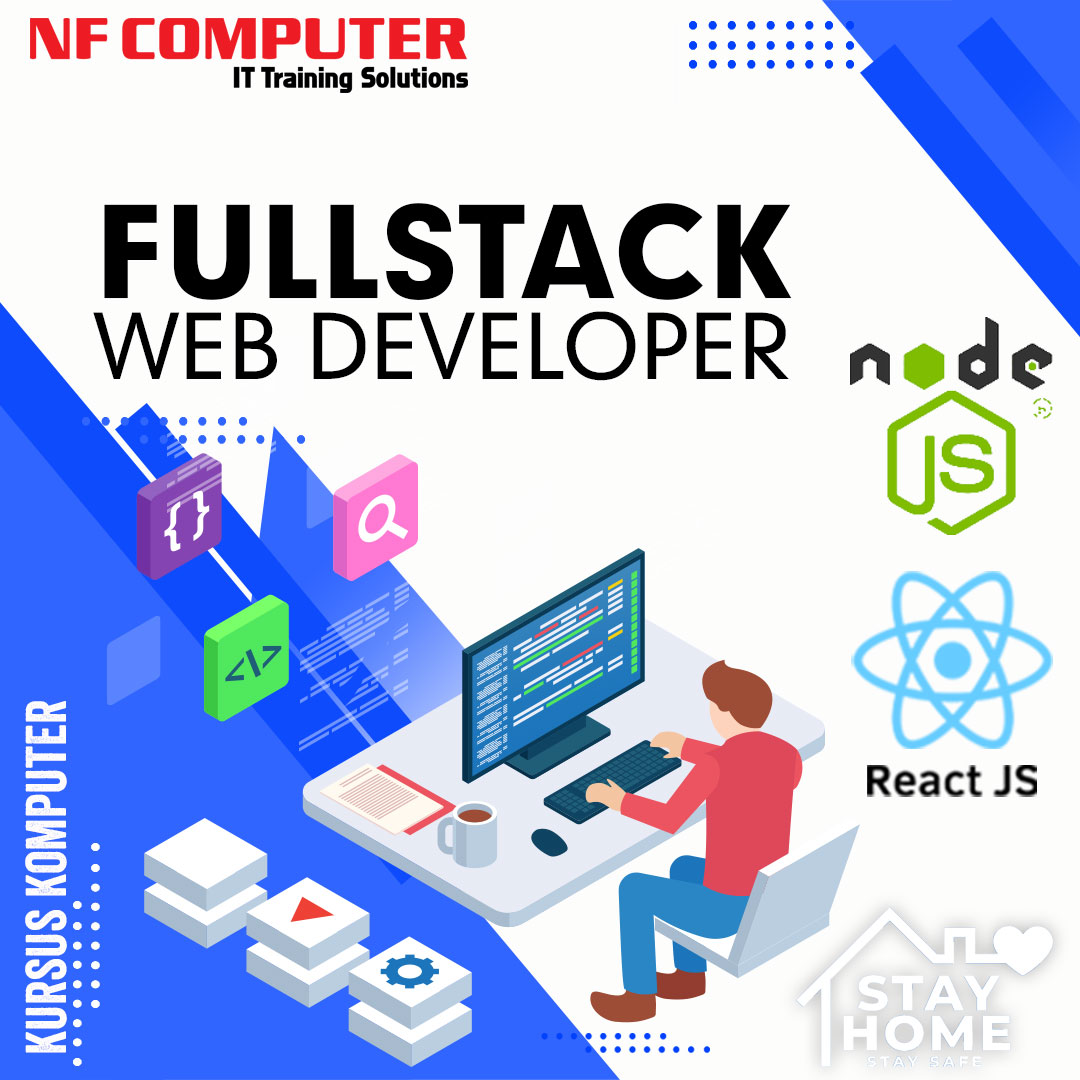 NF COMPUTER
IT Training Solutions
FULLSTACK
WEB DEVELOPER
node
JS
{ }
</>
React JS
KURSUS KOMPUTER
STAY
HOME
STAY SAFE